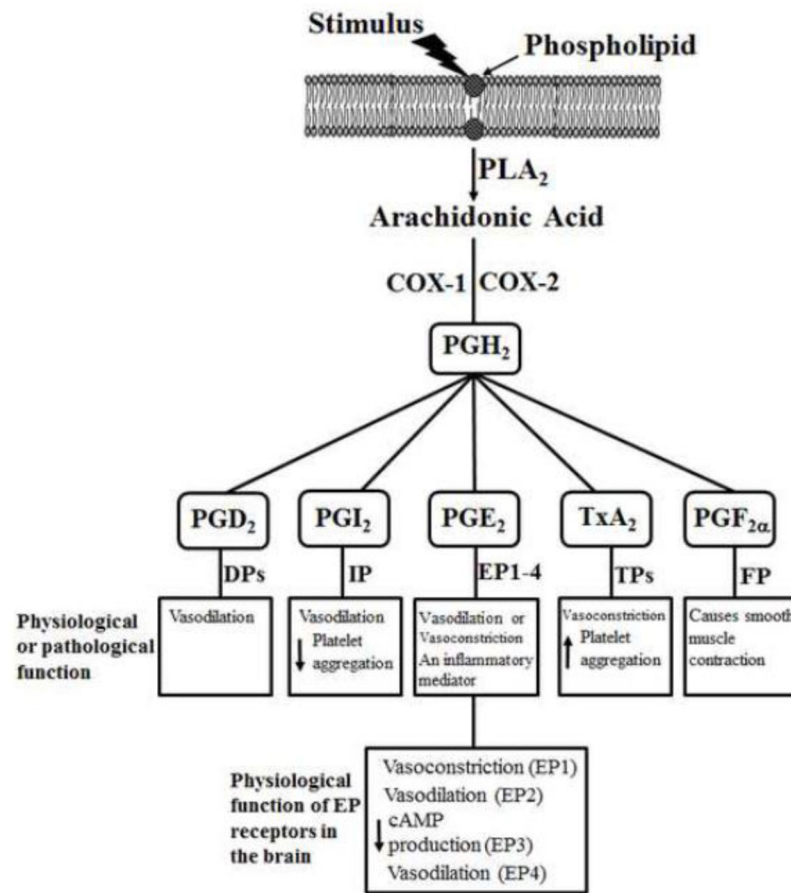 Stimulus
Phospholipid
PLA₂
Arachidonic Acid
COX-1 COX-2
PGH₂
PGD₂ PGI₂ PGE₂ TxA₂ PGF₂α
DPs IP EP1-4 TPs FP
Physiological
or pathological
function
Vasodilation
Vasodilation
↓ Platelet
aggregation
Vasodilation or
Vasoconstriction
An inflammatory
mediator
Vasoconstriction
↑ Platelet
aggregation
Causes smooth
muscle
contraction
Physiological
function of EP
receptors in
the brain
Vasoconstriction (EP1)
Vasodilation (EP2)
↓ cAMP
production (EP3)
Vasodilation (EP4)